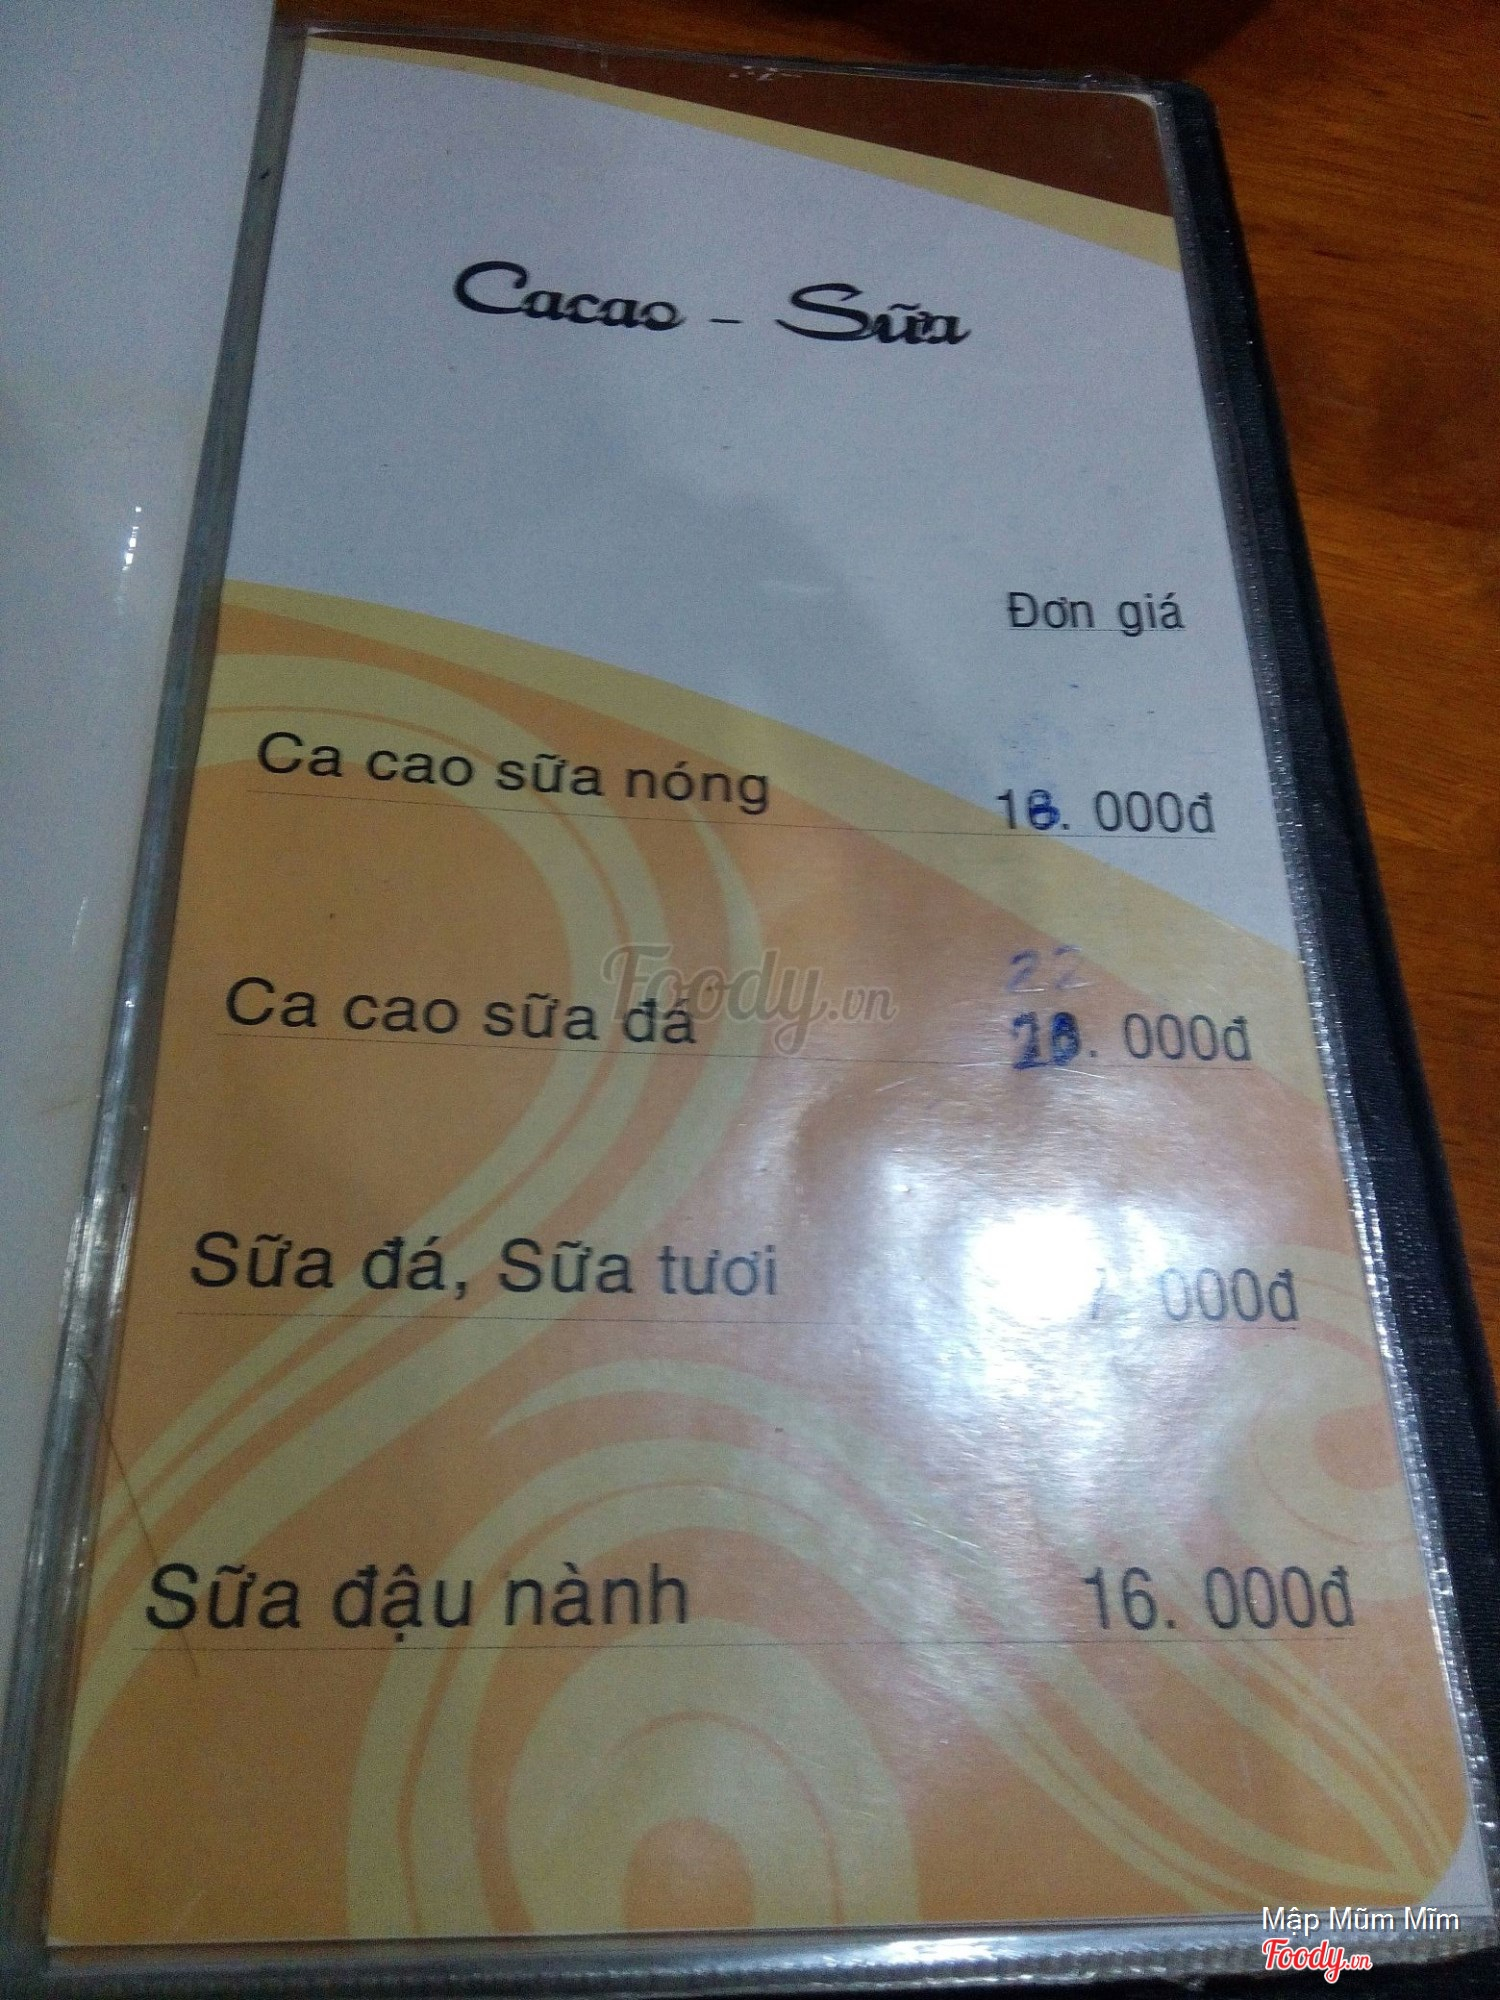 Cacao - Sữa
Đơn giá
Ca cao sữa nóng 18. 000đ
22
Ca cao sữa đá 20. 000đ
Foody.vn
Sữa đá, Sữa tươi 000đ
Sữa đậu nành 16. 000đ
Mập Mũm Mĩm
Foody.vn